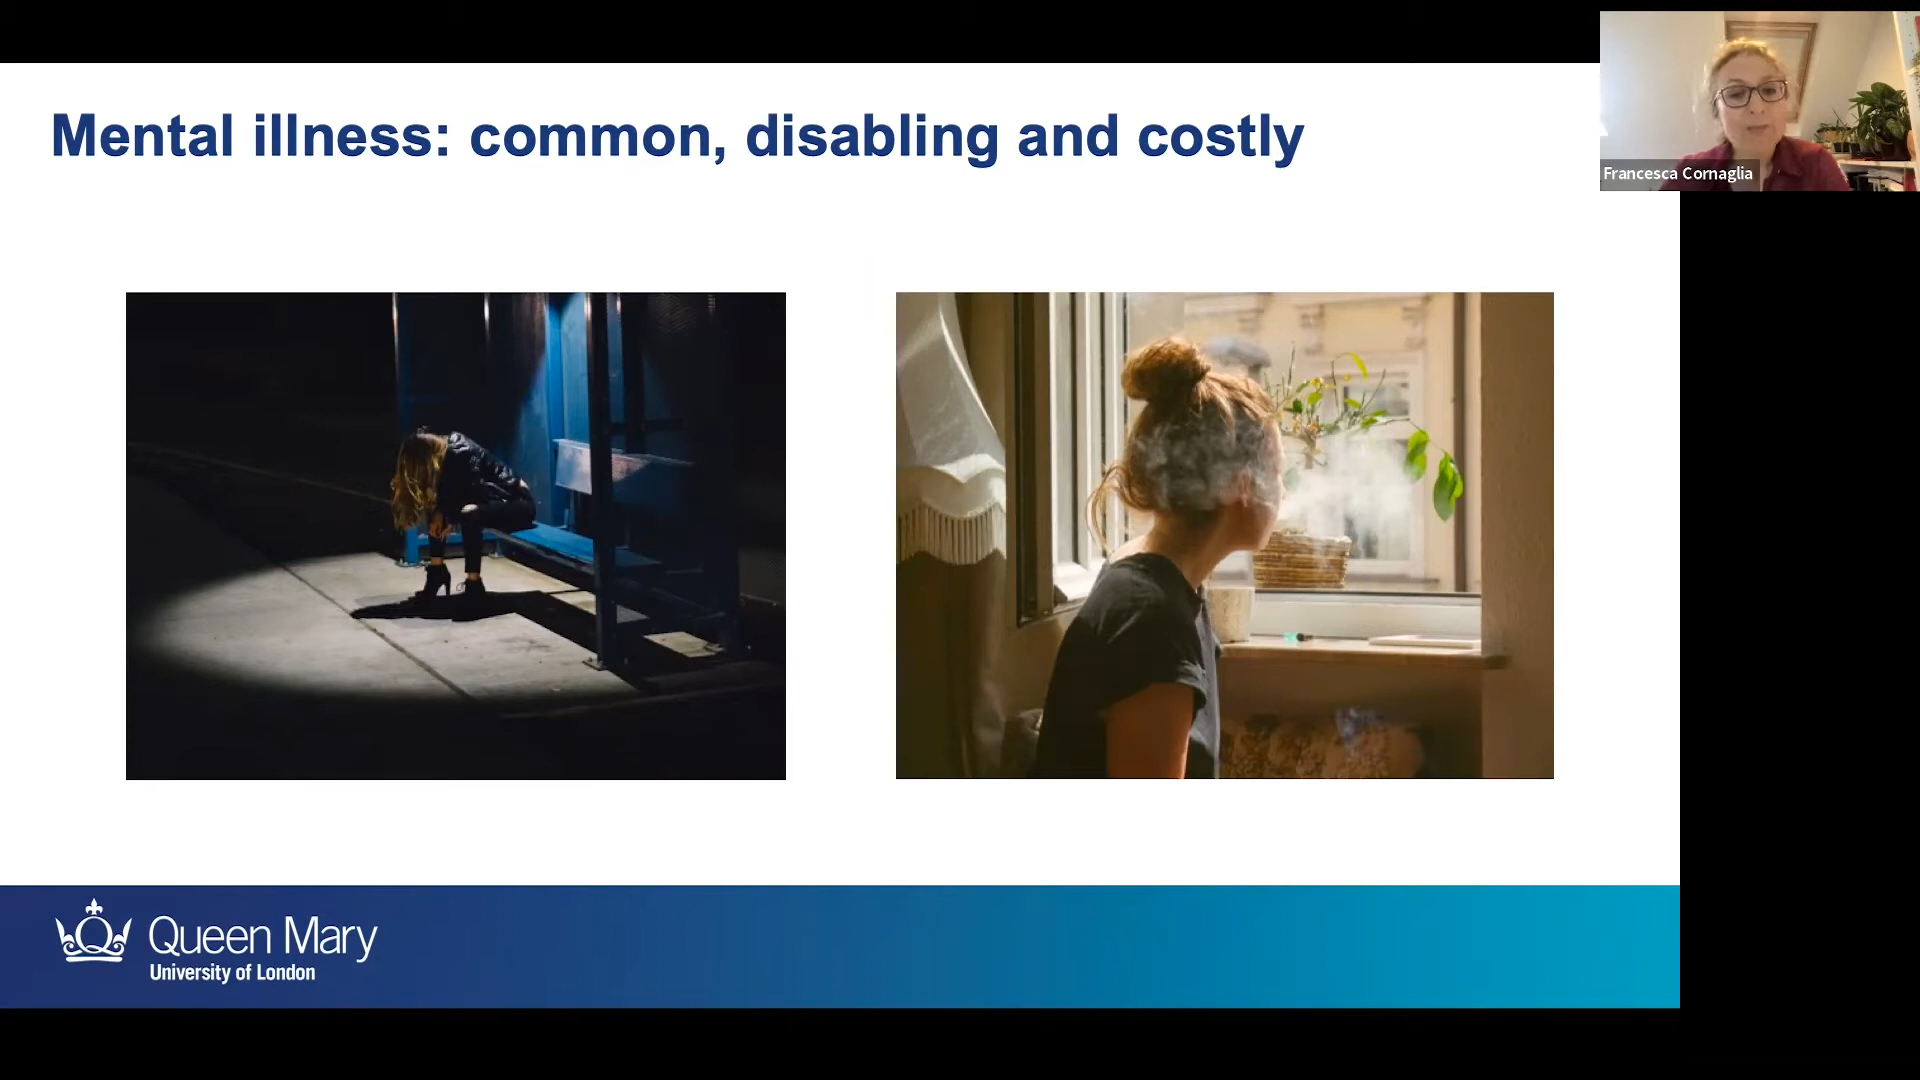 Mental illness: common, disabling and costly
Francesca Cornaglia
Queen Mary
University of London